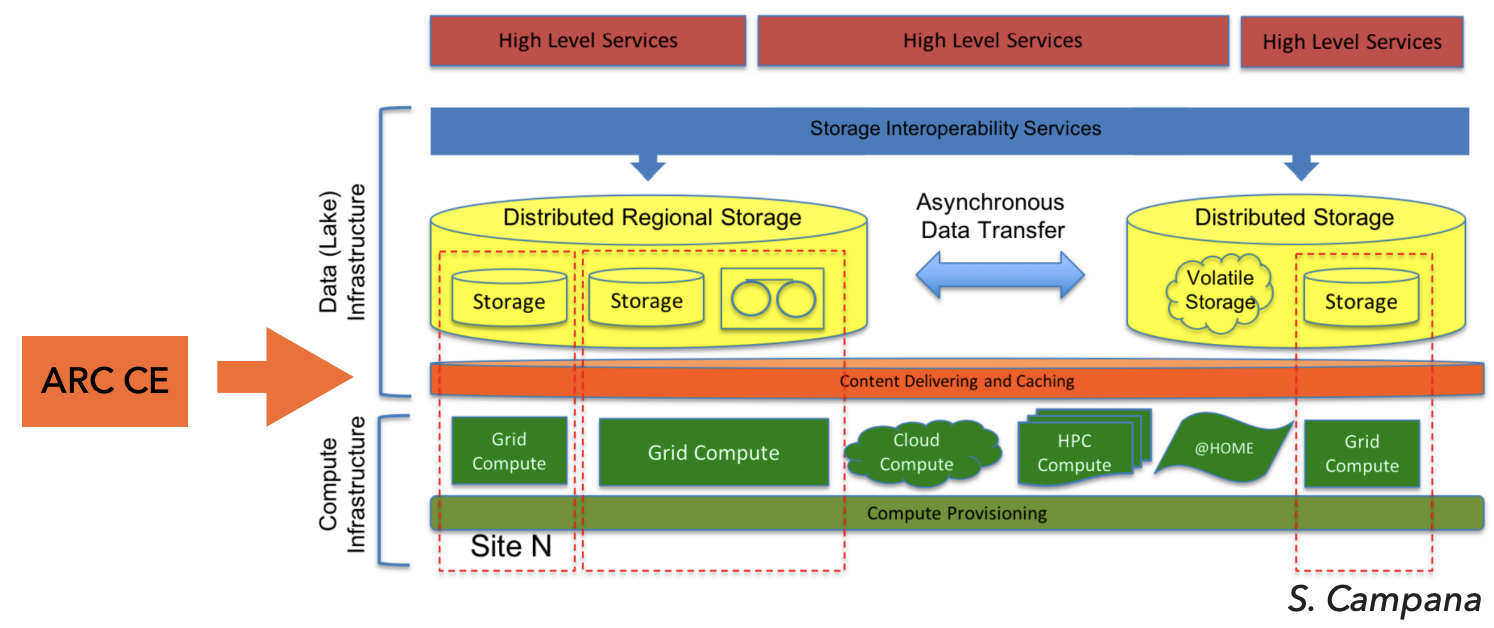 High Level Services
High Level Services
High Level Services
Storage Interoperability Services
Data (Lake)
Infrastructure
Distributed Regional Storage
Asynchronous
Data Transfer
Distributed Storage
Storage
Storage
Volatile
Storage
Storage
ARC CE
Content Delivering and Caching
Compute
Infrastructure
Grid
Compute
Grid Compute
Cloud
Compute
HPC
Compute
@HOME
Grid
Compute
Compute Provisioning
Site N
S. Campana